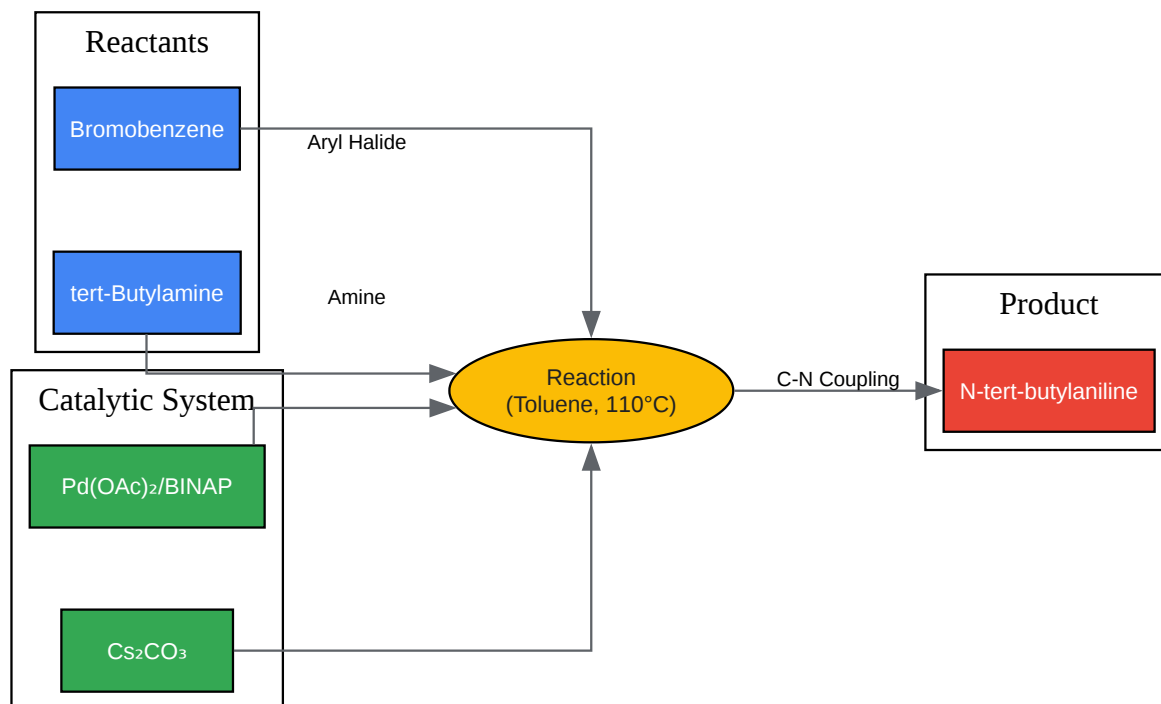 Reactants
Bromobenzene
Aryl Halide
tert-Butylamine
Amine
Catalytic System
Pd(OAc)₂/BINAP
Cs₂CO₃
Reaction
(Toluene, 110°C)
C-N Coupling
Product
N-tert-butylaniline